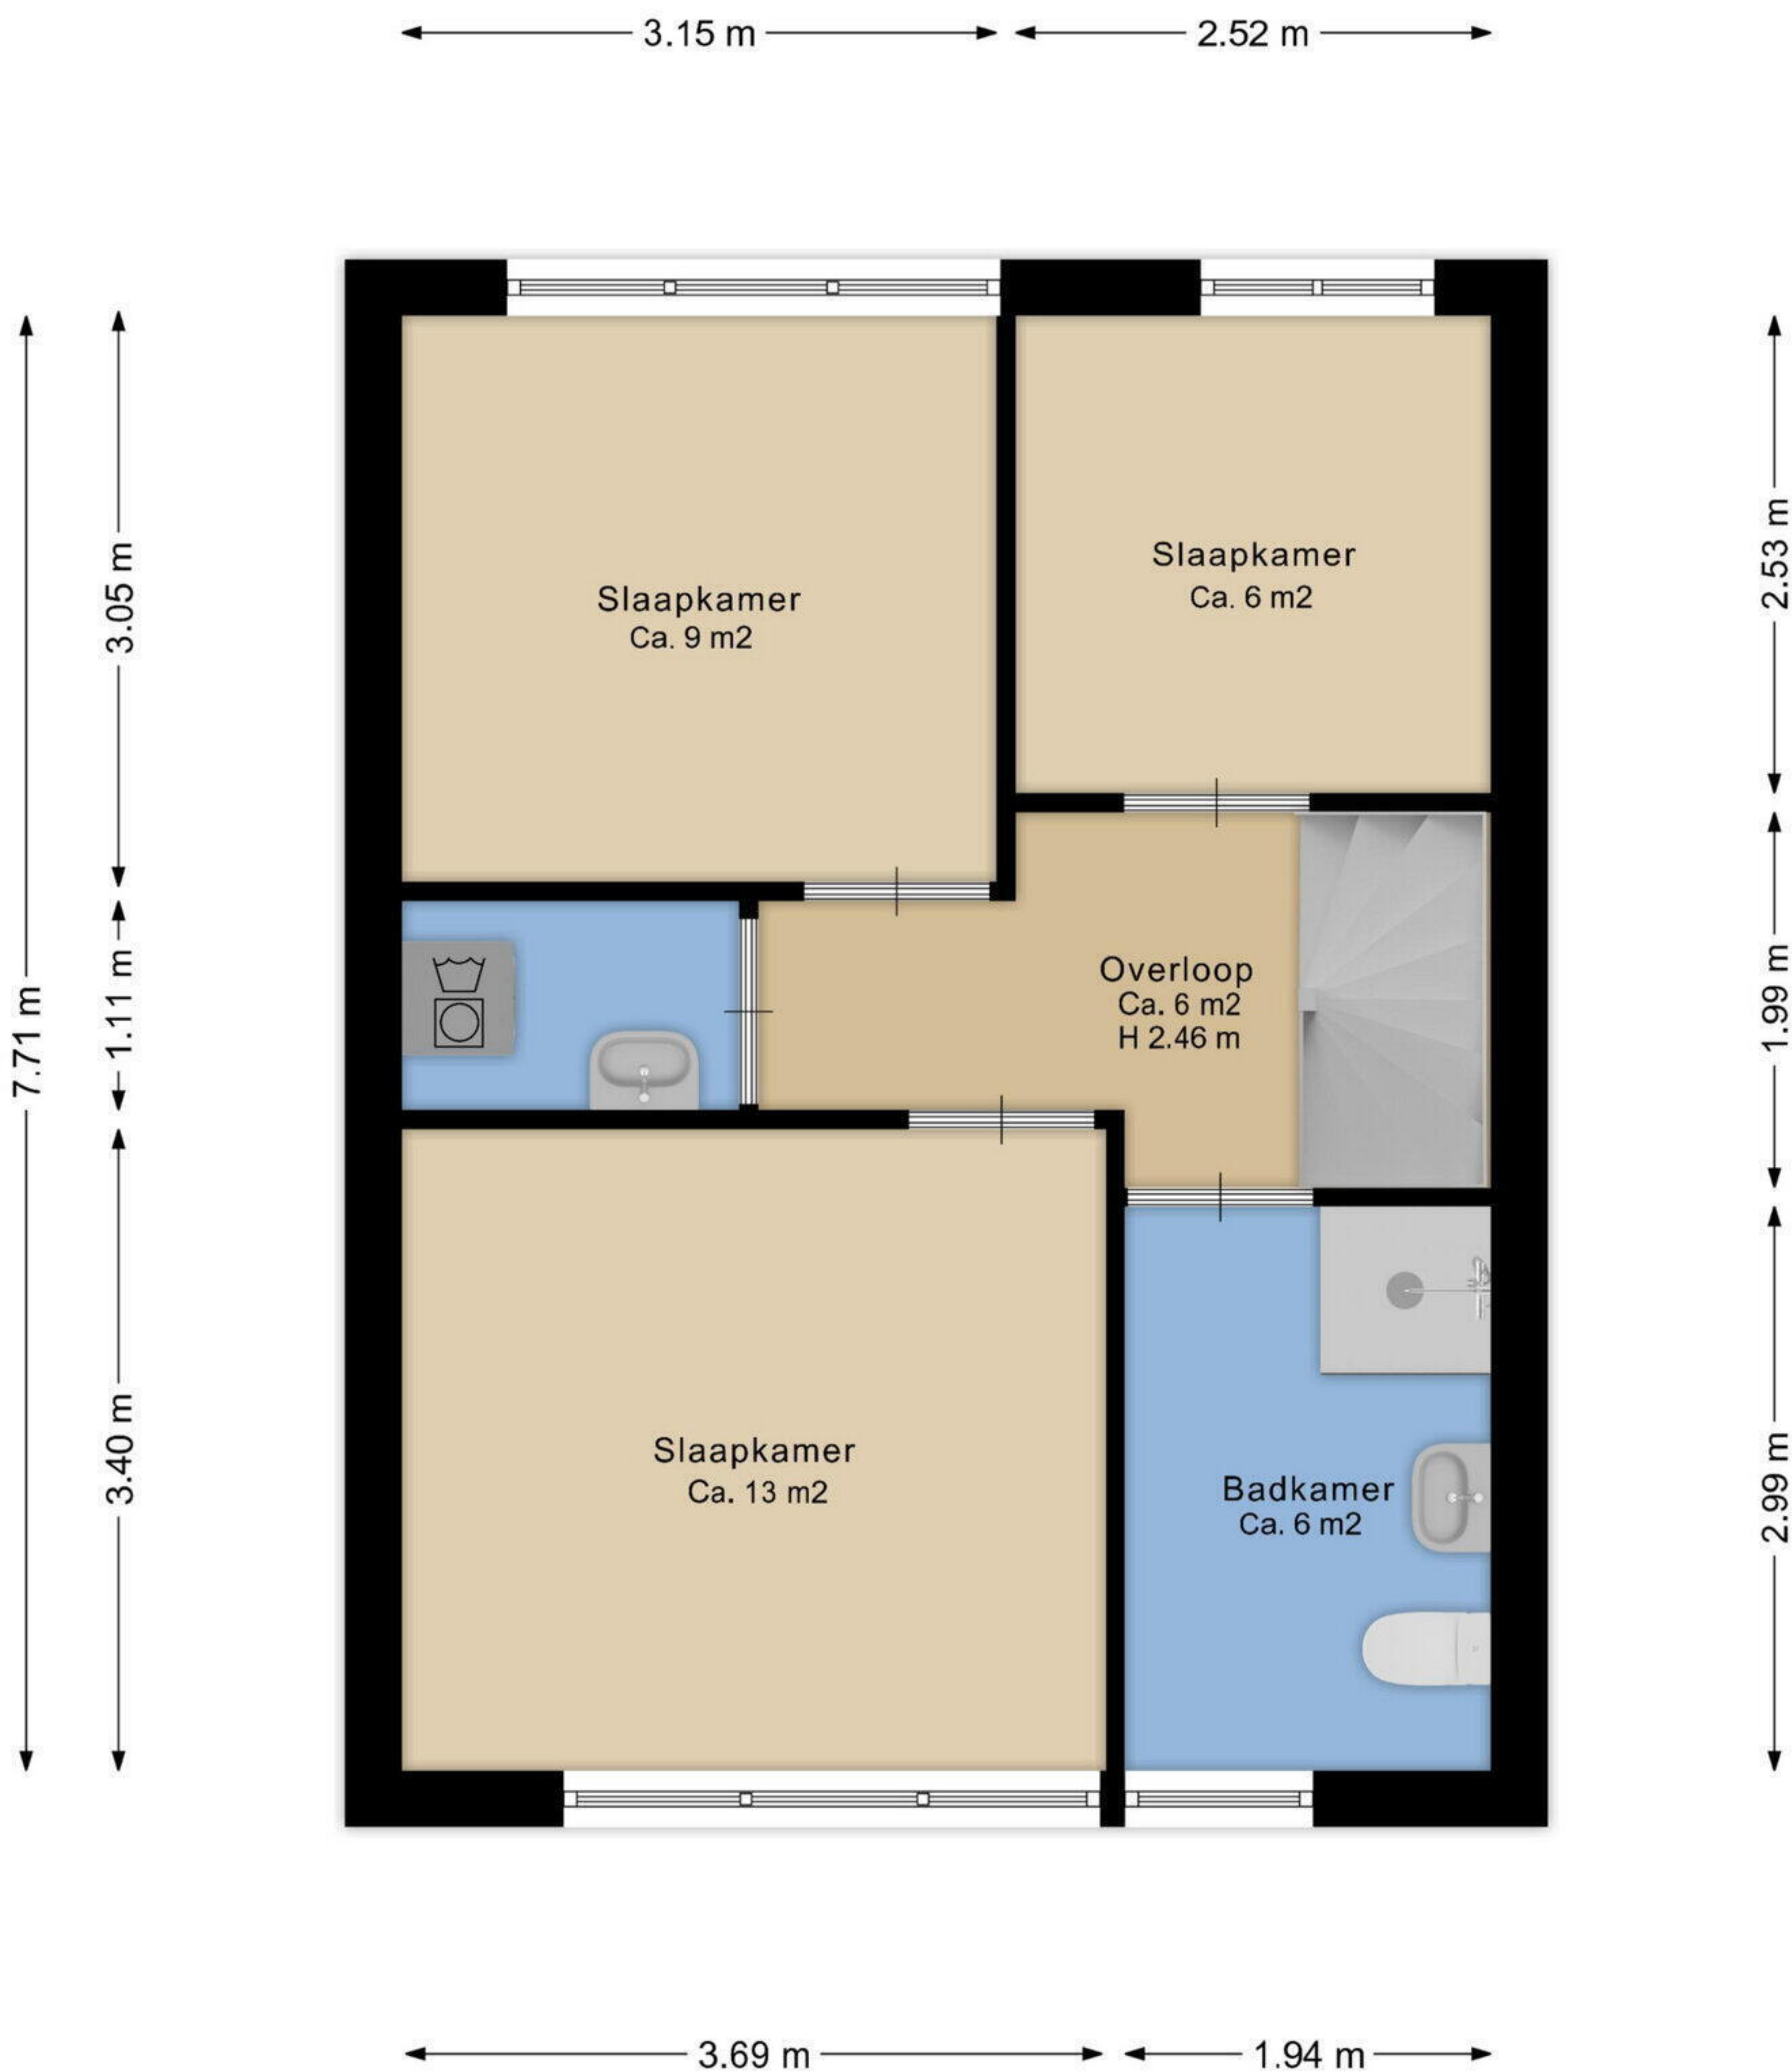 3.15 m
2.52 m
7.71 m
3.05 m
1.11 m
3.40 m
Slaapkamer
Ca. 9 m2
Slaapkamer
Ca. 6 m2
Overloop
Ca. 6 m2
H 2.46 m
Slaapkamer
Ca. 13 m2
Badkamer
Ca. 6 m2
2.53 m
1.99 m
2.99 m
3.69 m
1.94 m